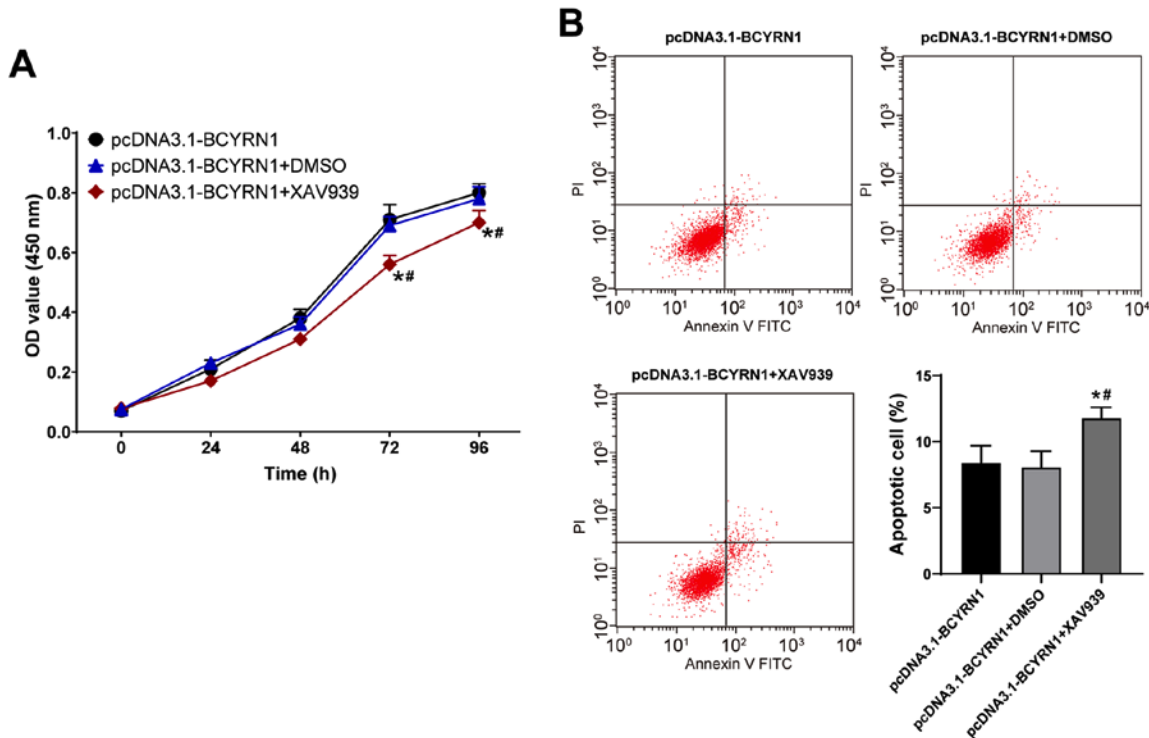 A
OD value (450 nm)
1.0
0.8
0.6
0.4
0.2
0.0
pcDNA3.1-BCYRN1
pcDNA3.1-BCYRN1+DMSO
pcDNA3.1-BCYRN1+XAV939
*#
*#
0 24 48 72 96
Time (h)
B
pcDNA3.1-BCYRN1
PI
10⁴
10³
10²
10¹
10⁰
10⁰ 10¹ 10² 10³ 10⁴
Annexin V FITC
pcDNA3.1-BCYRN1+DMSO
PI
10⁴
10³
10²
10¹
10⁰
10⁰ 10¹ 10² 10³ 10⁴
Annexin V FITC
pcDNA3.1-BCYRN1+XAV939
PI
10⁴
10³
10²
10¹
10⁰
10⁰ 10¹ 10² 10³ 10⁴
Annexin V FITC
Apoptotic cell (%)
15
10
5
0
*#
pcDNA3.1-BCYRN1
pcDNA3.1-BCYRN1+DMSO
pcDNA3.1-BCYRN1+XAV939